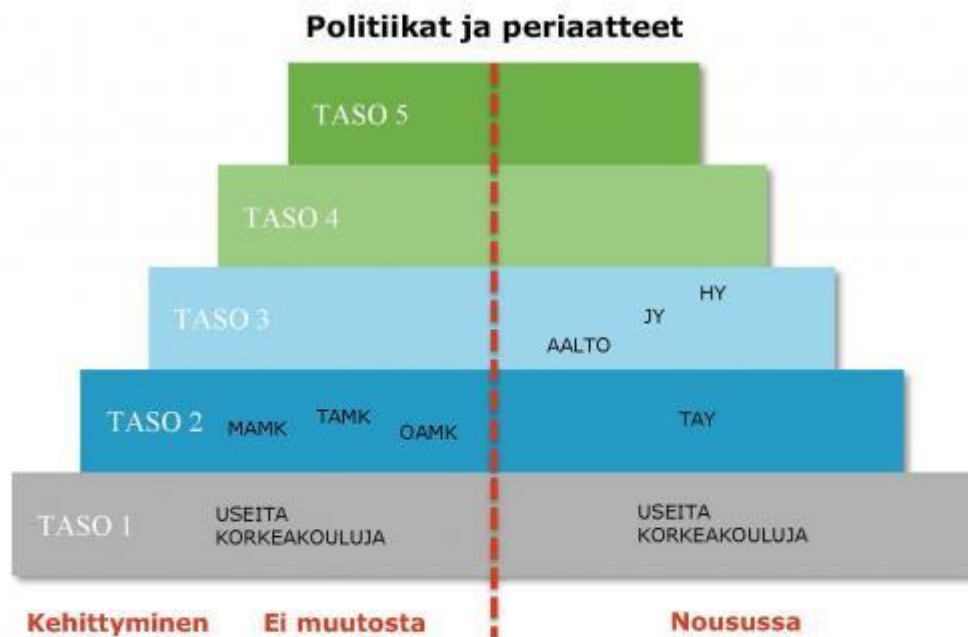 Politiikat ja periaatteet
TASO 5
TASO 4
TASO 3
HY
JY
AALTO
TASO 2
MAMK
TAMK
OAMK
TAY
TASO 1
USEITA
KORKEAKOULUJA
USEITA
KORKEAKOULUJA
Kehittyminen
Ei muutosta
Nousussa